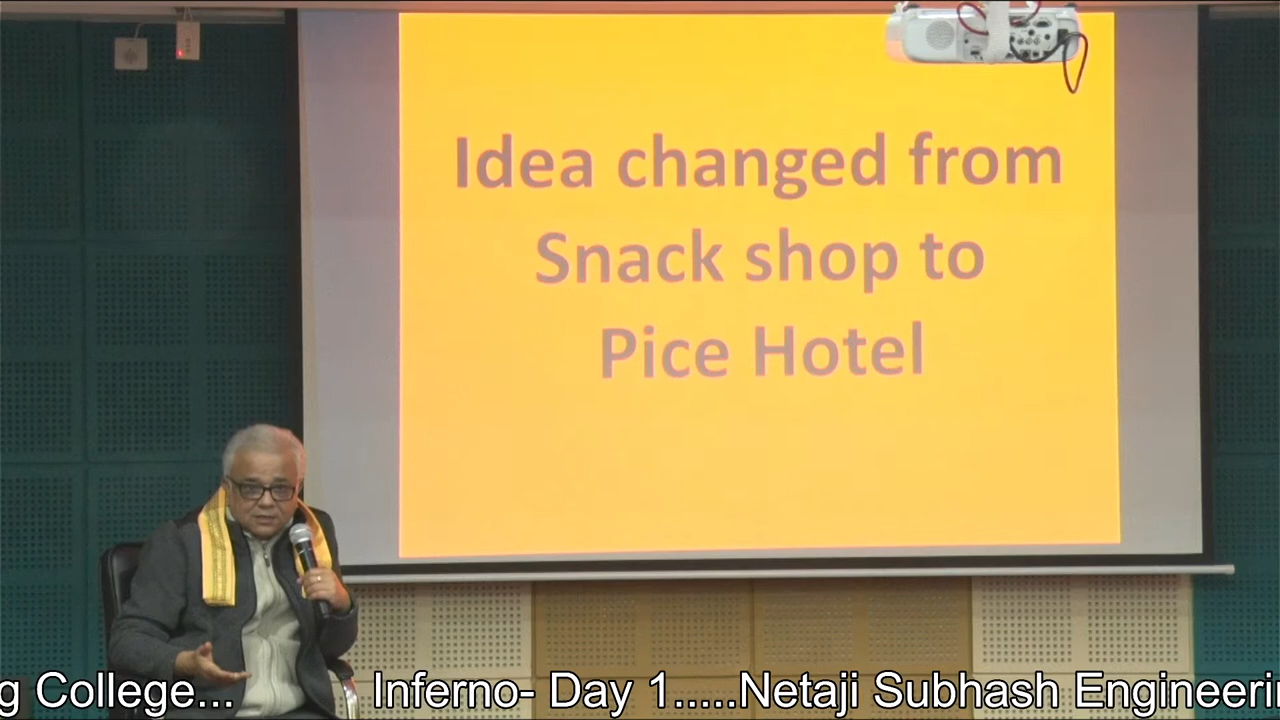 Idea changed from
Snack shop to
Pice Hotel
g College... Inferno- Day 1.....Netaji Subhash Engineerin